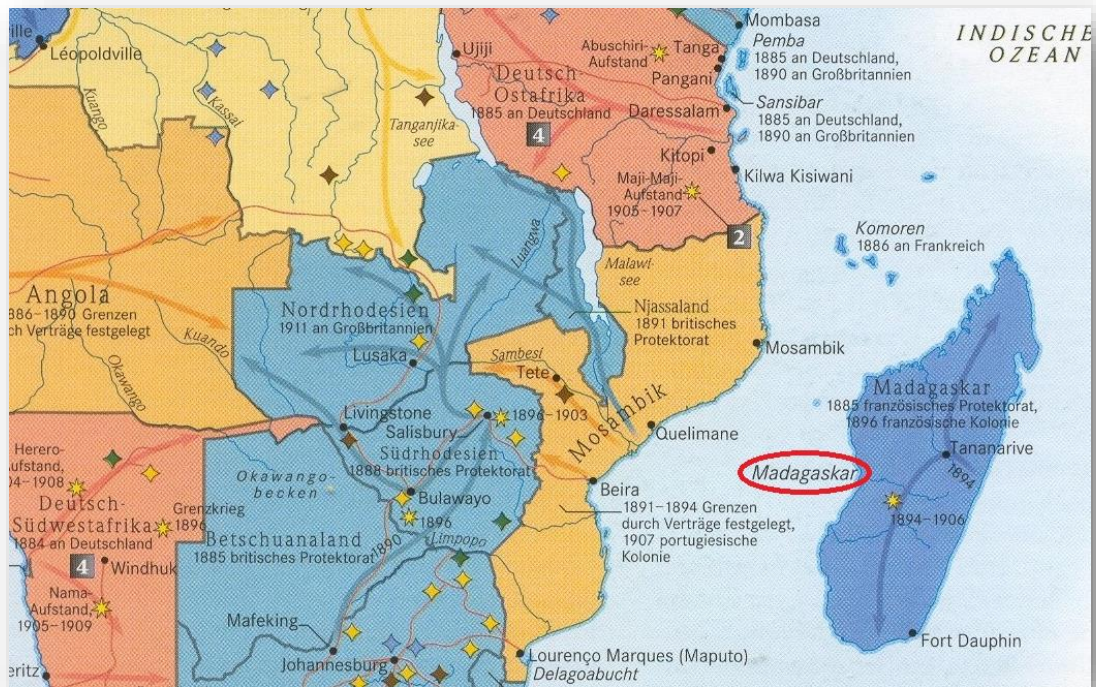 ville
Léopoldville
Kuango
Kassai
Ujiji
Tanganjika-
see
Deutsch-
Ostafrika
1885 an Deutschland
4
Abuschiri-
Aufstand
Tanga
Pangani
Daressalam
Kitopi
Maji-Maji-
Aufstand
1905-1907
2
Kilwa Kisiwani
Mombasa
Pemba
1885 an Deutschland,
1890 an Großbritannien
Sansibar
1885 an Deutschland,
1890 an Großbritannien
INDISCHE
OZEAN
Komoren
1886 an Frankreich
Angola
886-1890 Grenzen
ch Verträge festgelegt
Kuando
Okawango
Nordrhodesien
1911 an Großbritannien
Lusaka
Luangwa
Malawi-
see
Njassaland
1891 britisches
Protektorat
Sambesi
Tete
Mosambik
Mosambik
Quelimane
Livingstone
Salisbury
1896-1903
Südrhodesien
1888 britisches Protektorat
Okawango-
becken
Bulawayo
1896
Beira
1891-1894 Grenzen
durch Verträge festgelegt,
1907 portugiesische
Kolonie
Madagaskar
Madagaskar
1885 französisches Protektorat,
1896 französische Kolonie
Tananarive
1894
1894-1906
Fort Dauphin
Herero-
Aufstand,
04-1908
Deutsch-
Südwestafrika
1884 an Deutschland
Grenzkrieg
1896
4
Windhuk
Nama-
Aufstand,
1905-1909
eritz
Betschuanaland
1885 britisches Protektorat
1890
Limpopo
Mafeking
Johannesburg
Lourenço Marques (Maputo)
Delagoabucht